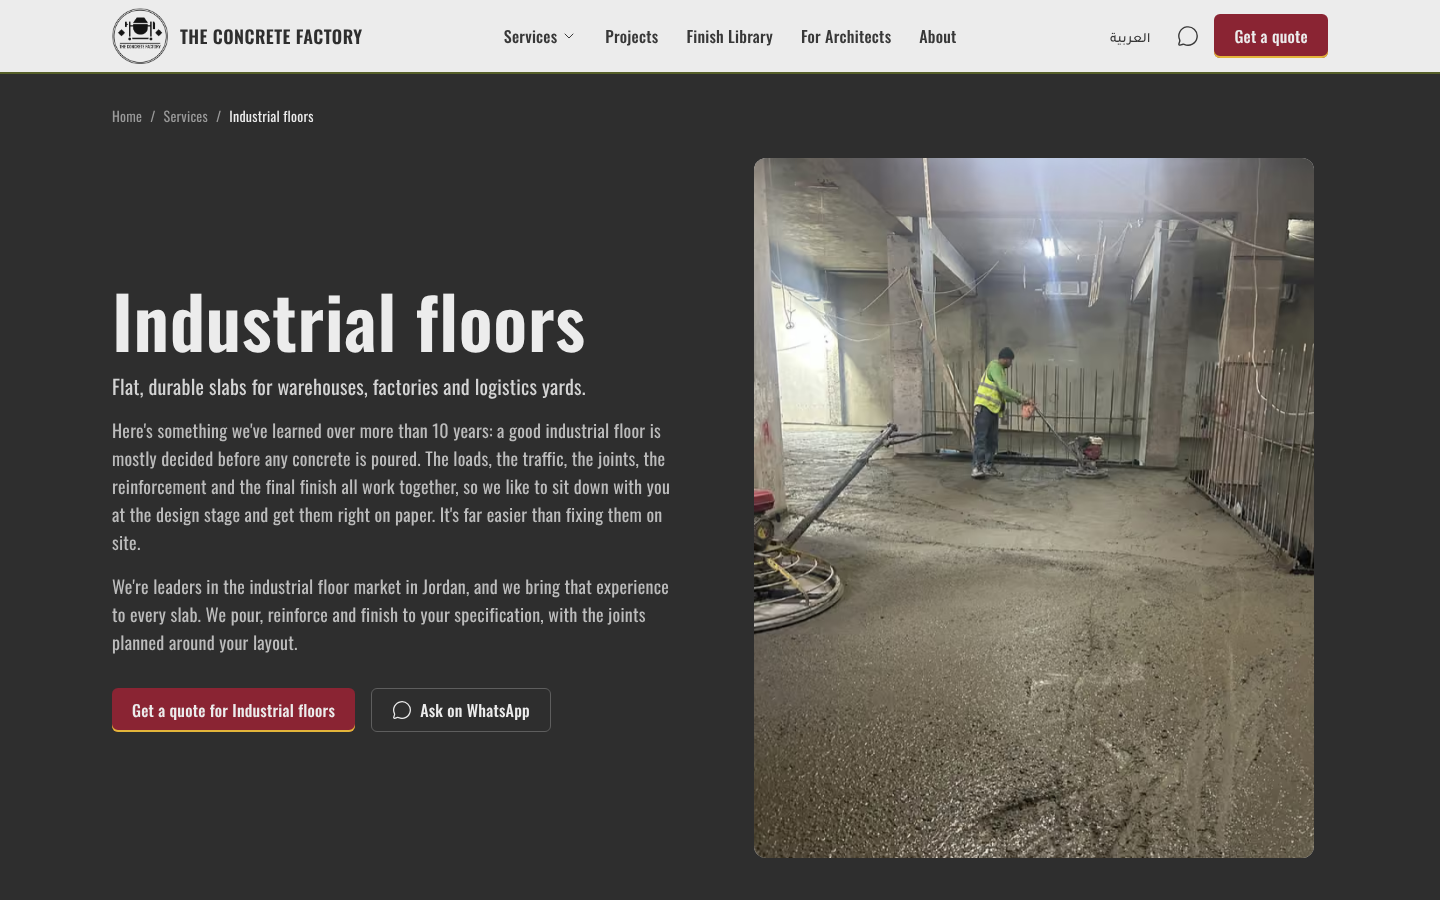 THE CONCRETE FACTORY
THE CONCRETE FACTORY
Services
Projects
Finish Library
For Architects
About
العربية
Get a quote
Home / Services / Industrial floors
Industrial floors
Flat, durable slabs for warehouses, factories and logistics yards.
Here's something we've learned over more than 10 years: a good industrial floor is
mostly decided before any concrete is poured. The loads, the traffic, the joints, the
reinforcement and the final finish all work together, so we like to sit down with you
at the design stage and get them right on paper. It's far easier than fixing them on
site.
We're leaders in the industrial floor market in Jordan, and we bring that experience
to every slab. We pour, reinforce and finish to your specification, with the joints
planned around your layout.
Get a quote for Industrial floors
Ask on WhatsApp